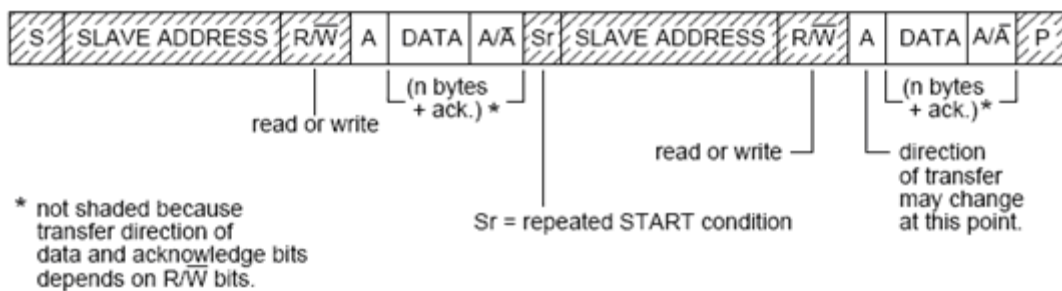 S SLAVE ADDRESS R/W̅ A DATA A/A̅ Sr SLAVE ADDRESS R/W̅ A DATA A/A̅ P
(n bytes
+ ack.) *
(n bytes
+ ack.) *
read or write
read or write
direction
of transfer
may change
at this point.
* not shaded because
transfer direction of
data and acknowledge bits
depends on R/W̅ bits.
Sr = repeated START condition